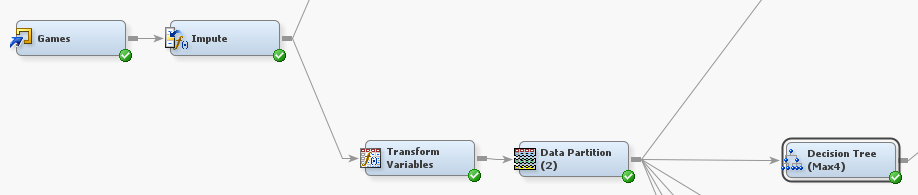 Games
Impute
Transform
Variables
Data Partition
(2)
Decision Tree
(Max4)